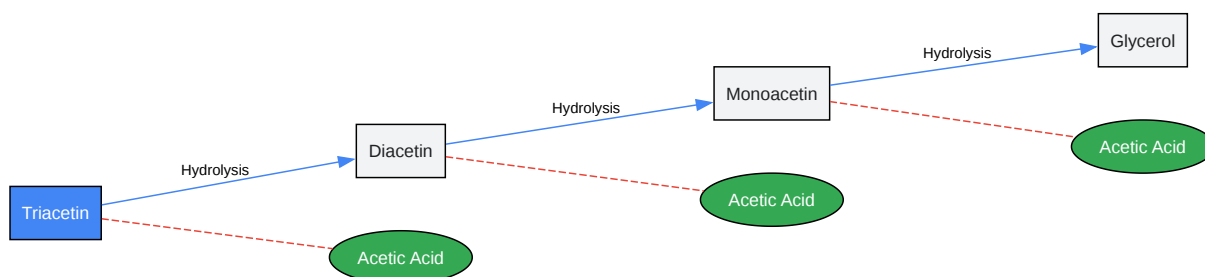 Triacetin
Hydrolysis
Acetic Acid
Diacetin
Hydrolysis
Acetic Acid
Monoacetin
Hydrolysis
Acetic Acid
Glycerol